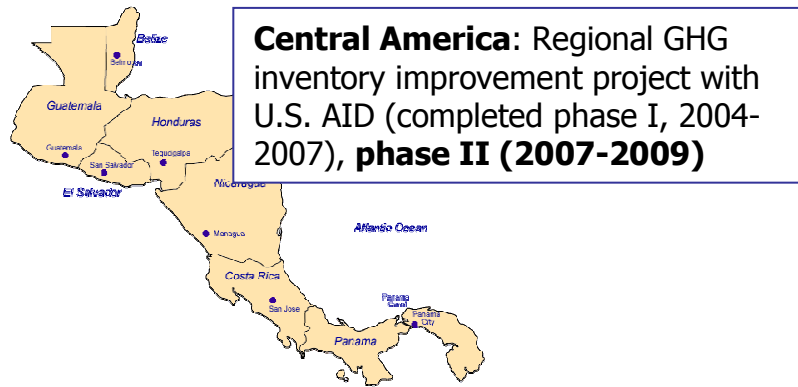 Central America: Regional GHG
inventory improvement project with
U.S. AID (completed phase I, 2004-
2007), phase II (2007-2009)
Belize
Guatemala
Honduras
Guatemala
San Salvador
Tegucigalpa
El Salvador
Nicaragua
Managua
Atlantic Ocean
Costa Rica
San Jose
Panama
Canal
Panama
City
Panama